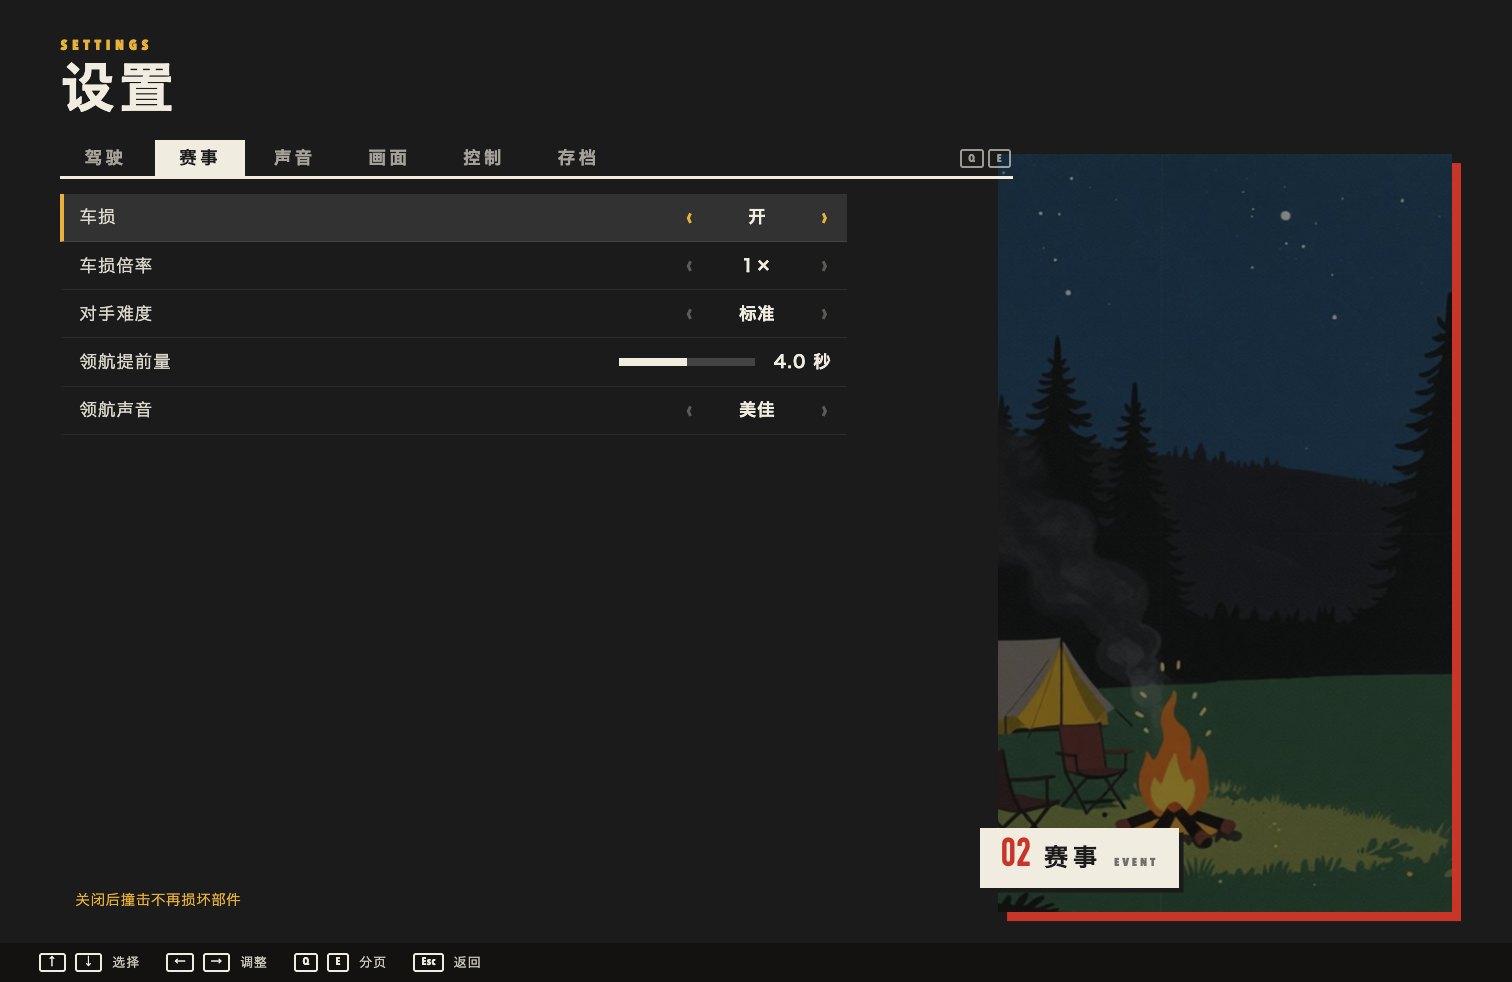 SETTINGS
设置
驾驶 赛事 声音 画面 控制 存档 Q E
车损 ‹ 开 ›
车损倍率 ‹ 1 × ›
对手难度 ‹ 标准 ›
领航提前量 4.0 秒
领航声音 ‹ 美佳 ›
02 赛事 EVENT
关闭后撞击不再损坏部件
↑ ↓ 选择 ← → 调整 Q E 分页 Esc 返回